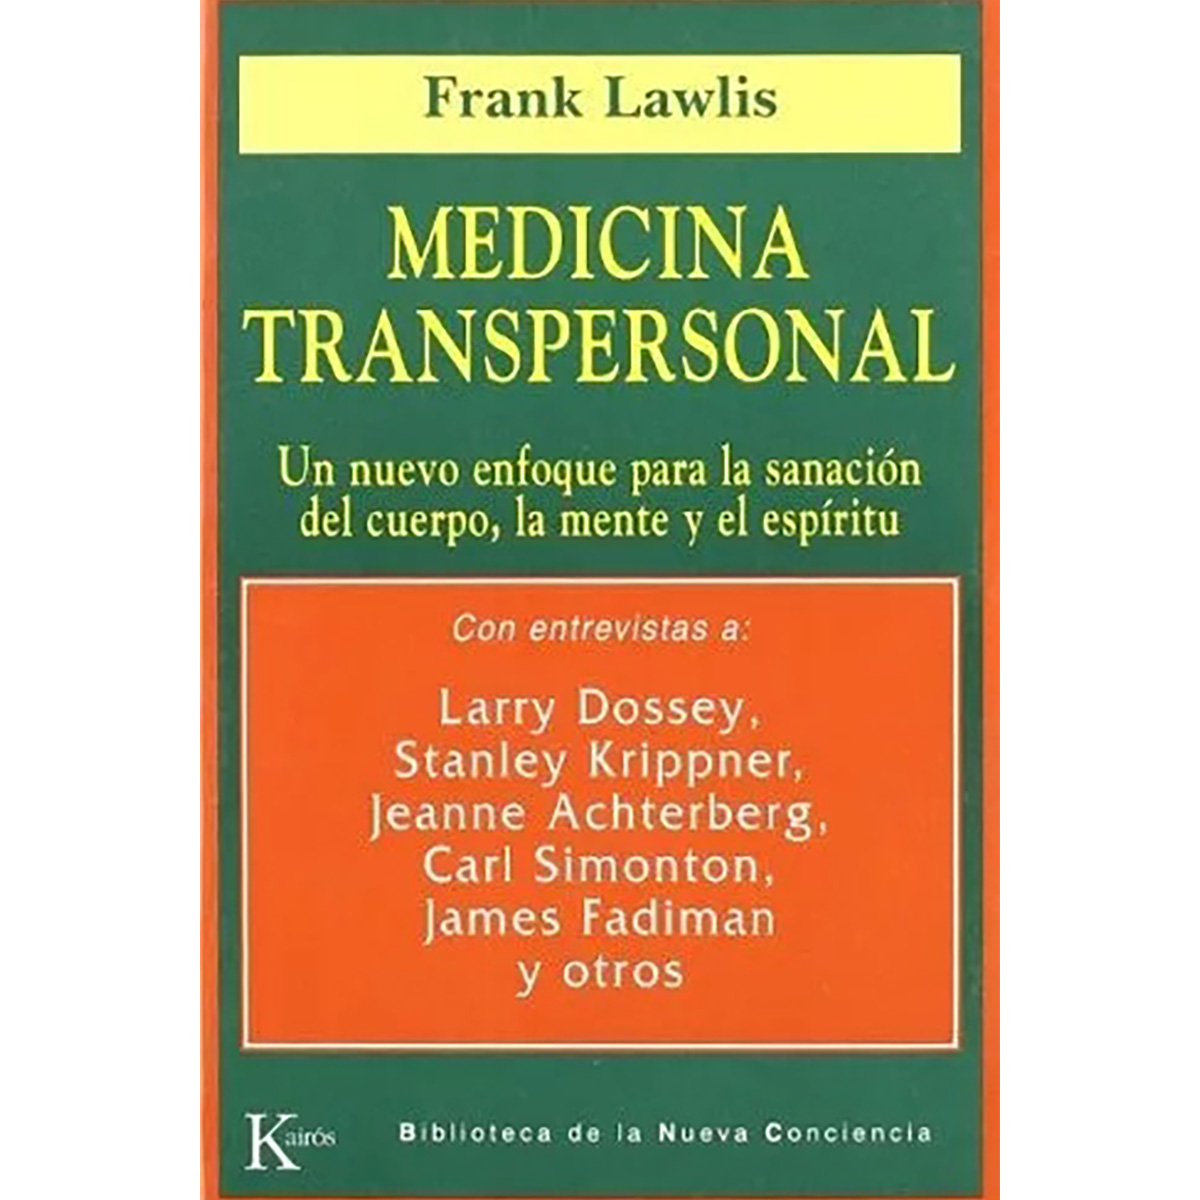 Frank Lawlis
MEDICINA
TRANSPERSONAL
Un nuevo enfoque para la sanación
del cuerpo, la mente y el espíritu
Con entrevistas a:
Larry Dossey,
Stanley Krippner,
Jeanne Achterberg,
Carl Simonton,
James Fadiman
y otros
Kairós
Biblioteca de la Nueva Conciencia